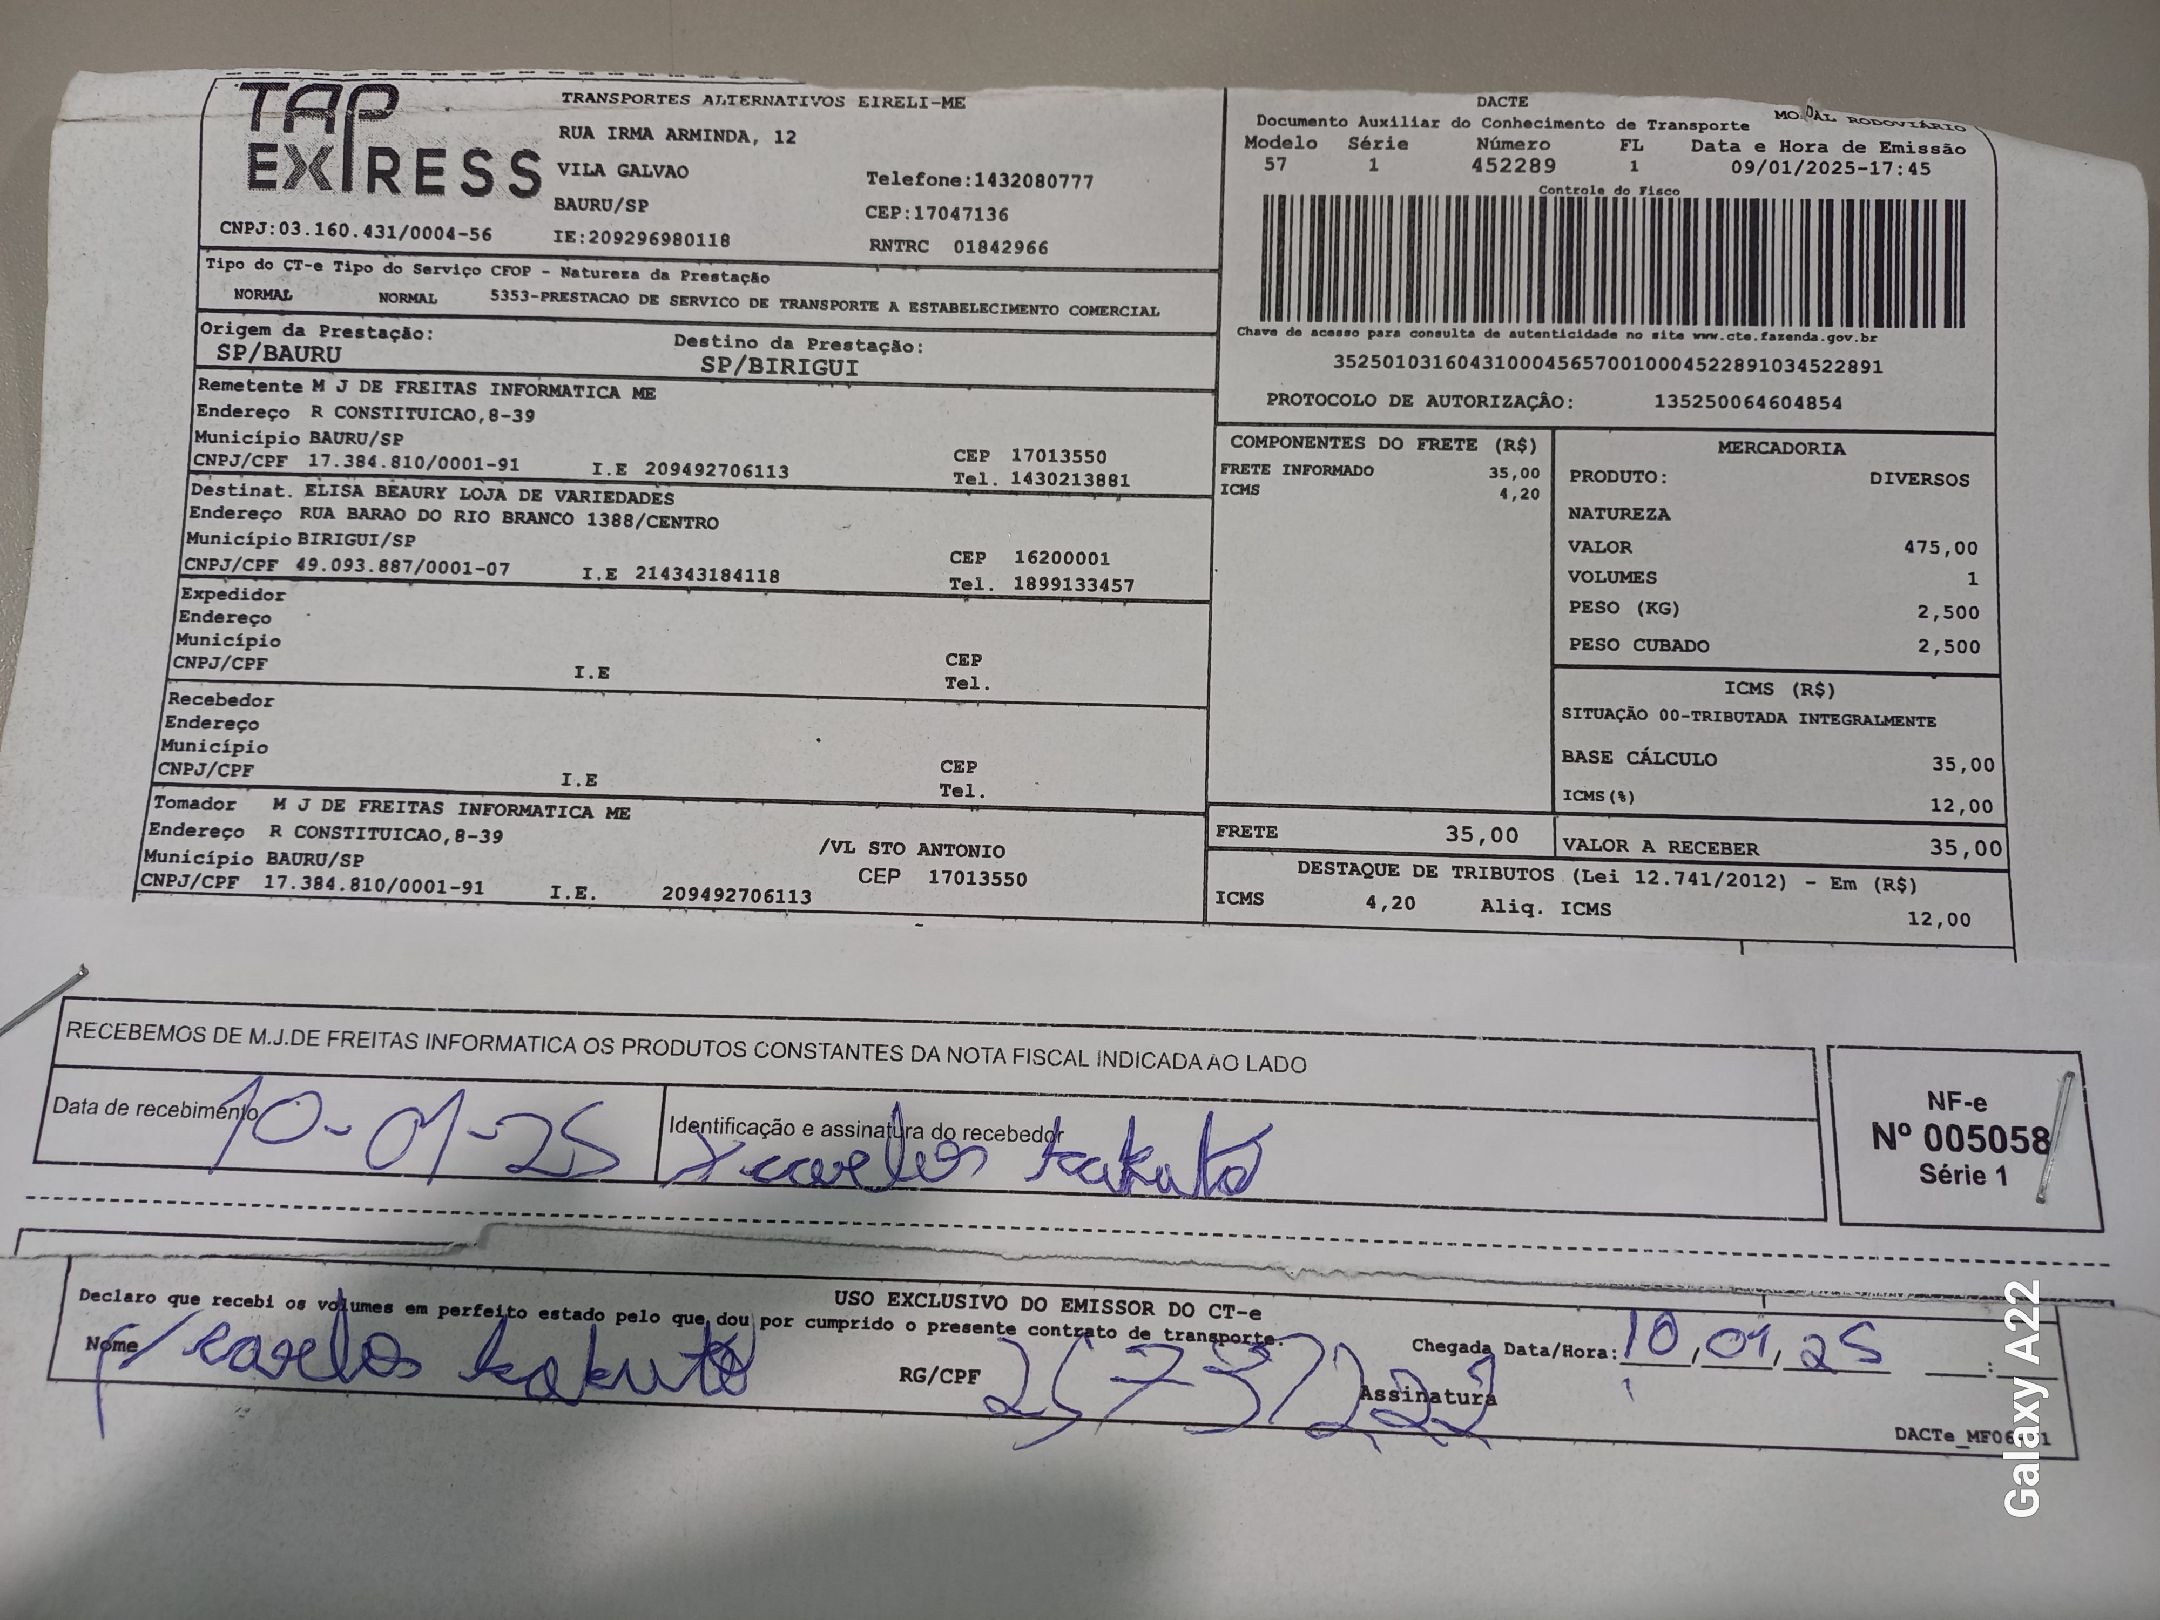 TAP EXPRESS
TRANSPORTES ALTERNATIVOS EIRELI-ME
RUA IRMA ARMINDA, 12
VILA GALVAO
Telefone:1432080777
BAURU/SP
CEP:17047136
CNPJ:03.160.431/0004-56
IE:209296980118
RNTRC 01842966
Tipo do CT-e Tipo do Serviço CFOP - Natureza da Prestação
NORMAL NORMAL 5353-PRESTACAO DE SERVICO DE TRANSPORTE A ESTABELECIMENTO COMERCIAL
Origem da Prestação: Destino da Prestação:
SP/BAURU SP/BIRIGUI
Remetente M J DE FREITAS INFORMATICA ME
Endereço R CONSTITUICAO,8-39
Município BAURU/SP CEP 17013550
CNPJ/CPF 17.384.810/0001-91 I.E 209492706113 Tel. 1430213881
Destinat. ELISA BEAURY LOJA DE VARIEDADES
Endereço RUA BARAO DO RIO BRANCO 1388/CENTRO
Município BIRIGUI/SP CEP 16200001
CNPJ/CPF 49.093.887/0001-07 I.E 214343184118 Tel. 1899133457
Expedidor
Endereço
Município CEP
CNPJ/CPF I.E Tel.
Recebedor
Endereço
Município CEP
CNPJ/CPF I.E Tel.
Tomador M J DE FREITAS INFORMATICA ME
Endereço R CONSTITUICAO,8-39 /VL STO ANTONIO
Município BAURU/SP CEP 17013550
CNPJ/CPF 17.384.810/0001-91 I.E. 209492706113
DACTE
Documento Auxiliar do Conhecimento de Transporte MODAL RODOVIÁRIO
Modelo Série Número FL Data e Hora de Emissão
57 1 452289 1 09/01/2025-17:45
Controle do Fisco
Chave de acesso para consulta de autenticidade no site www.cte.fazenda.gov.br
35250103160431000456570010004522891034522891
PROTOCOLO DE AUTORIZAÇÃO: 135250064604854
COMPONENTES DO FRETE (R$)
FRETE INFORMADO 35,00
ICMS 4,20
MERCADORIA
PRODUTO: DIVERSOS
NATUREZA
VALOR 475,00
VOLUMES 1
PESO (KG) 2,500
PESO CUBADO 2,500
ICMS (R$)
SITUAÇÃO 00-TRIBUTADA INTEGRALMENTE
BASE CÁLCULO 35,00
ICMS(%) 12,00
FRETE 35,00 VALOR A RECEBER 35,00
DESTAQUE DE TRIBUTOS (Lei 12.741/2012) - Em (R$)
ICMS 4,20 Aliq. ICMS 12,00
RECEBEMOS DE M.J.DE FREITAS INFORMATICA OS PRODUTOS CONSTANTES DA NOTA FISCAL INDICADA AO LADO
Data de recebimento 10-01-25
Identificação e assinatura do recebedor
carlos kakuto
NF-e
Nº 005058
Série 1
USO EXCLUSIVO DO EMISSOR DO CT-e
Declaro que recebi os volumes em perfeito estado pelo que dou por cumprido o presente contrato de transporte.
Nome carlos kakuto
RG/CPF
Chegada Data/Hora: 10,01,25 :
Assinatura
Galaxy A22